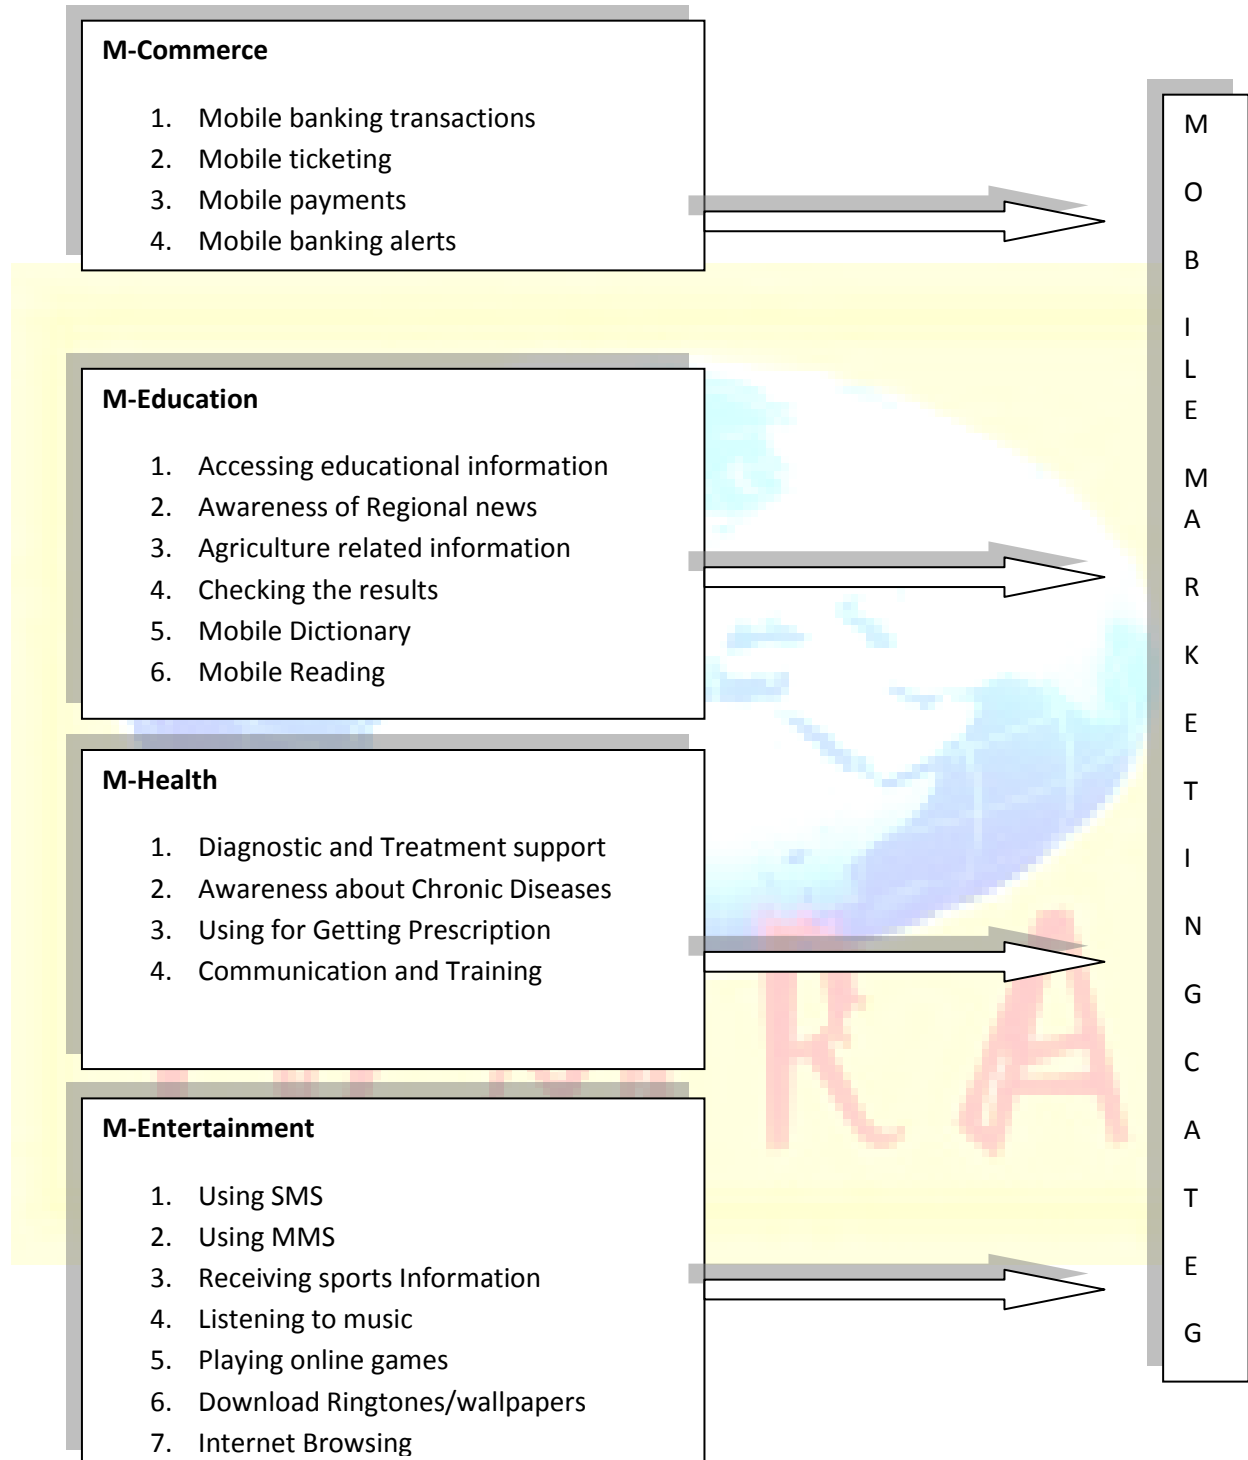 M-Commerce
1. Mobile banking transactions
2. Mobile ticketing
3. Mobile payments
4. Mobile banking alerts
M-Education
1. Accessing educational information
2. Awareness of Regional news
3. Agriculture related information
4. Checking the results
5. Mobile Dictionary
6. Mobile Reading
M-Health
1. Diagnostic and Treatment support
2. Awareness about Chronic Diseases
3. Using for Getting Prescription
4. Communication and Training
M-Entertainment
1. Using SMS
2. Using MMS
3. Receiving sports Information
4. Listening to music
5. Playing online games
6. Download Ringtones/wallpapers
7. Internet Browsing
M
O
B
I
L
E
M
A
R
K
E
T
I
N
G
C
A
T
E
G